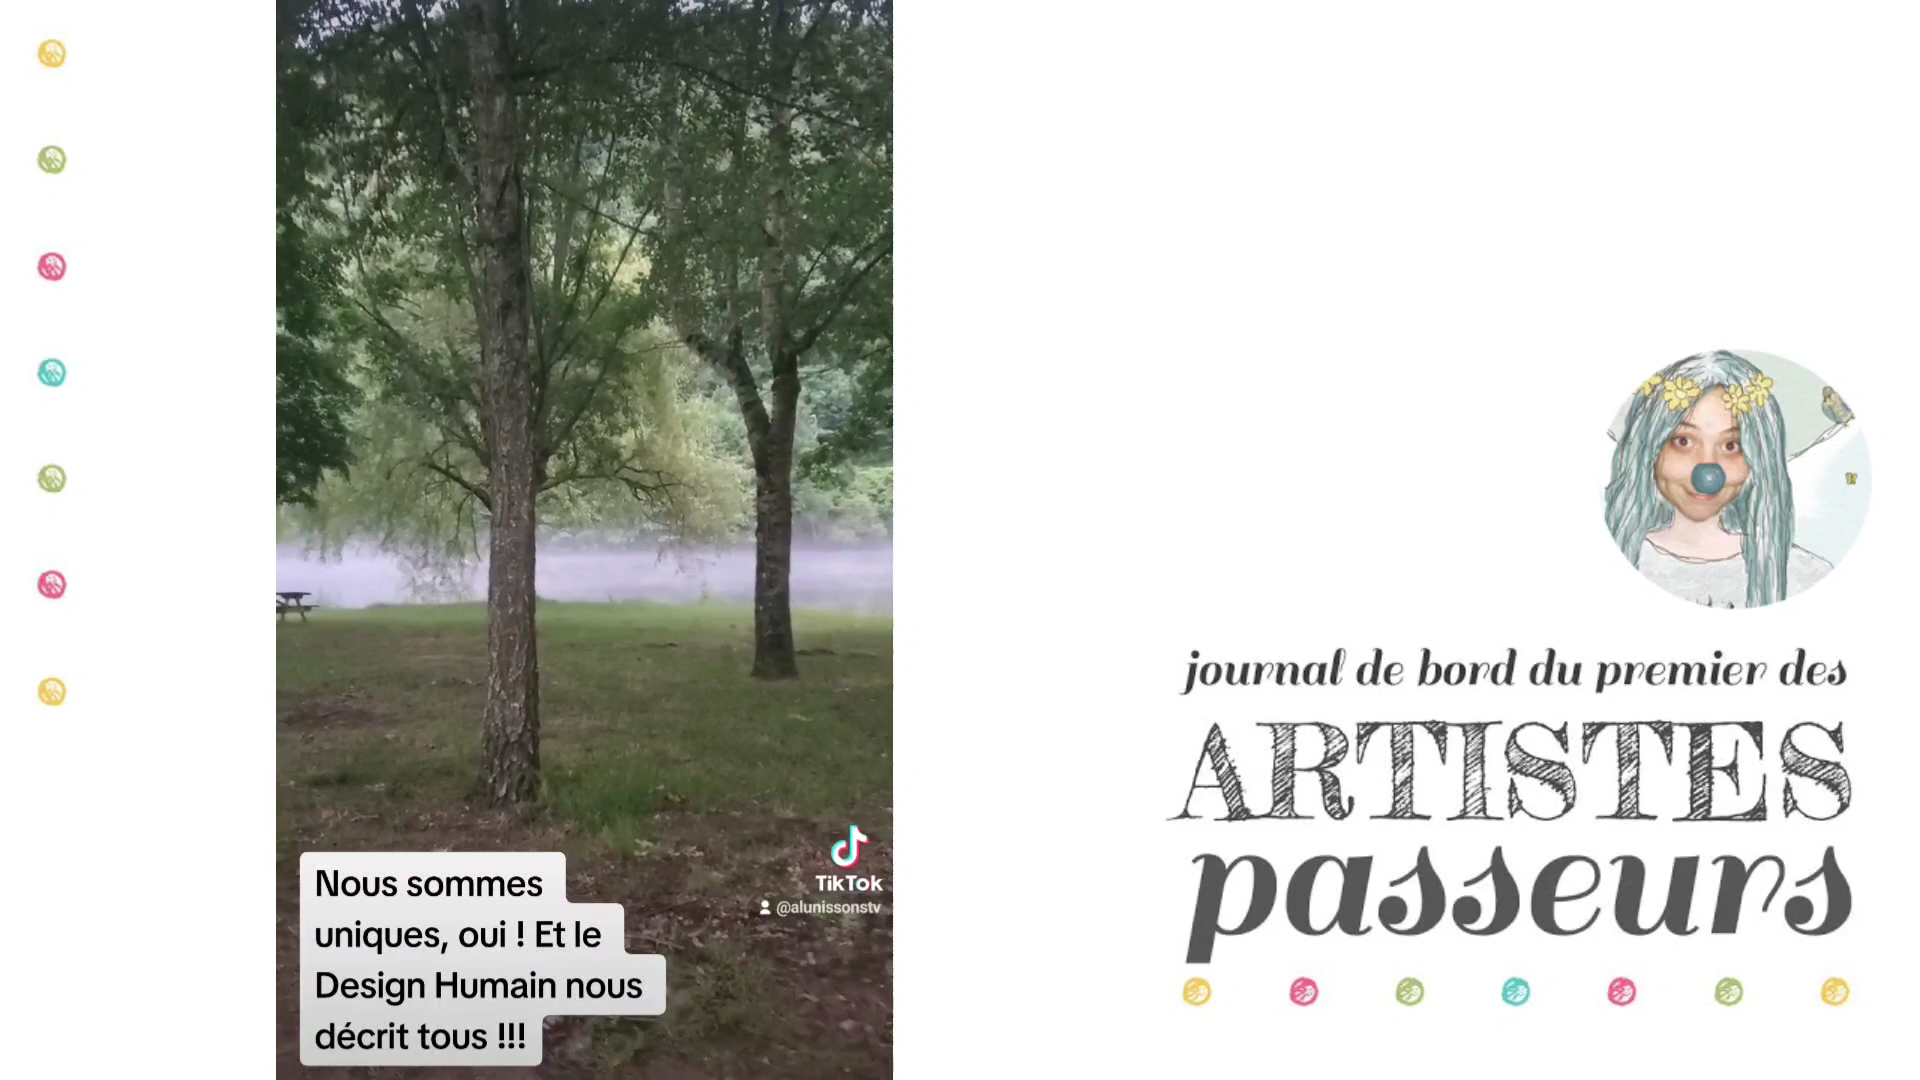 Nous sommes
uniques, oui ! Et le
Design Humain nous
décrit tous !!!
TikTok
@alunissonstv
journal de bord du premier des
ARTISTES
passeurs